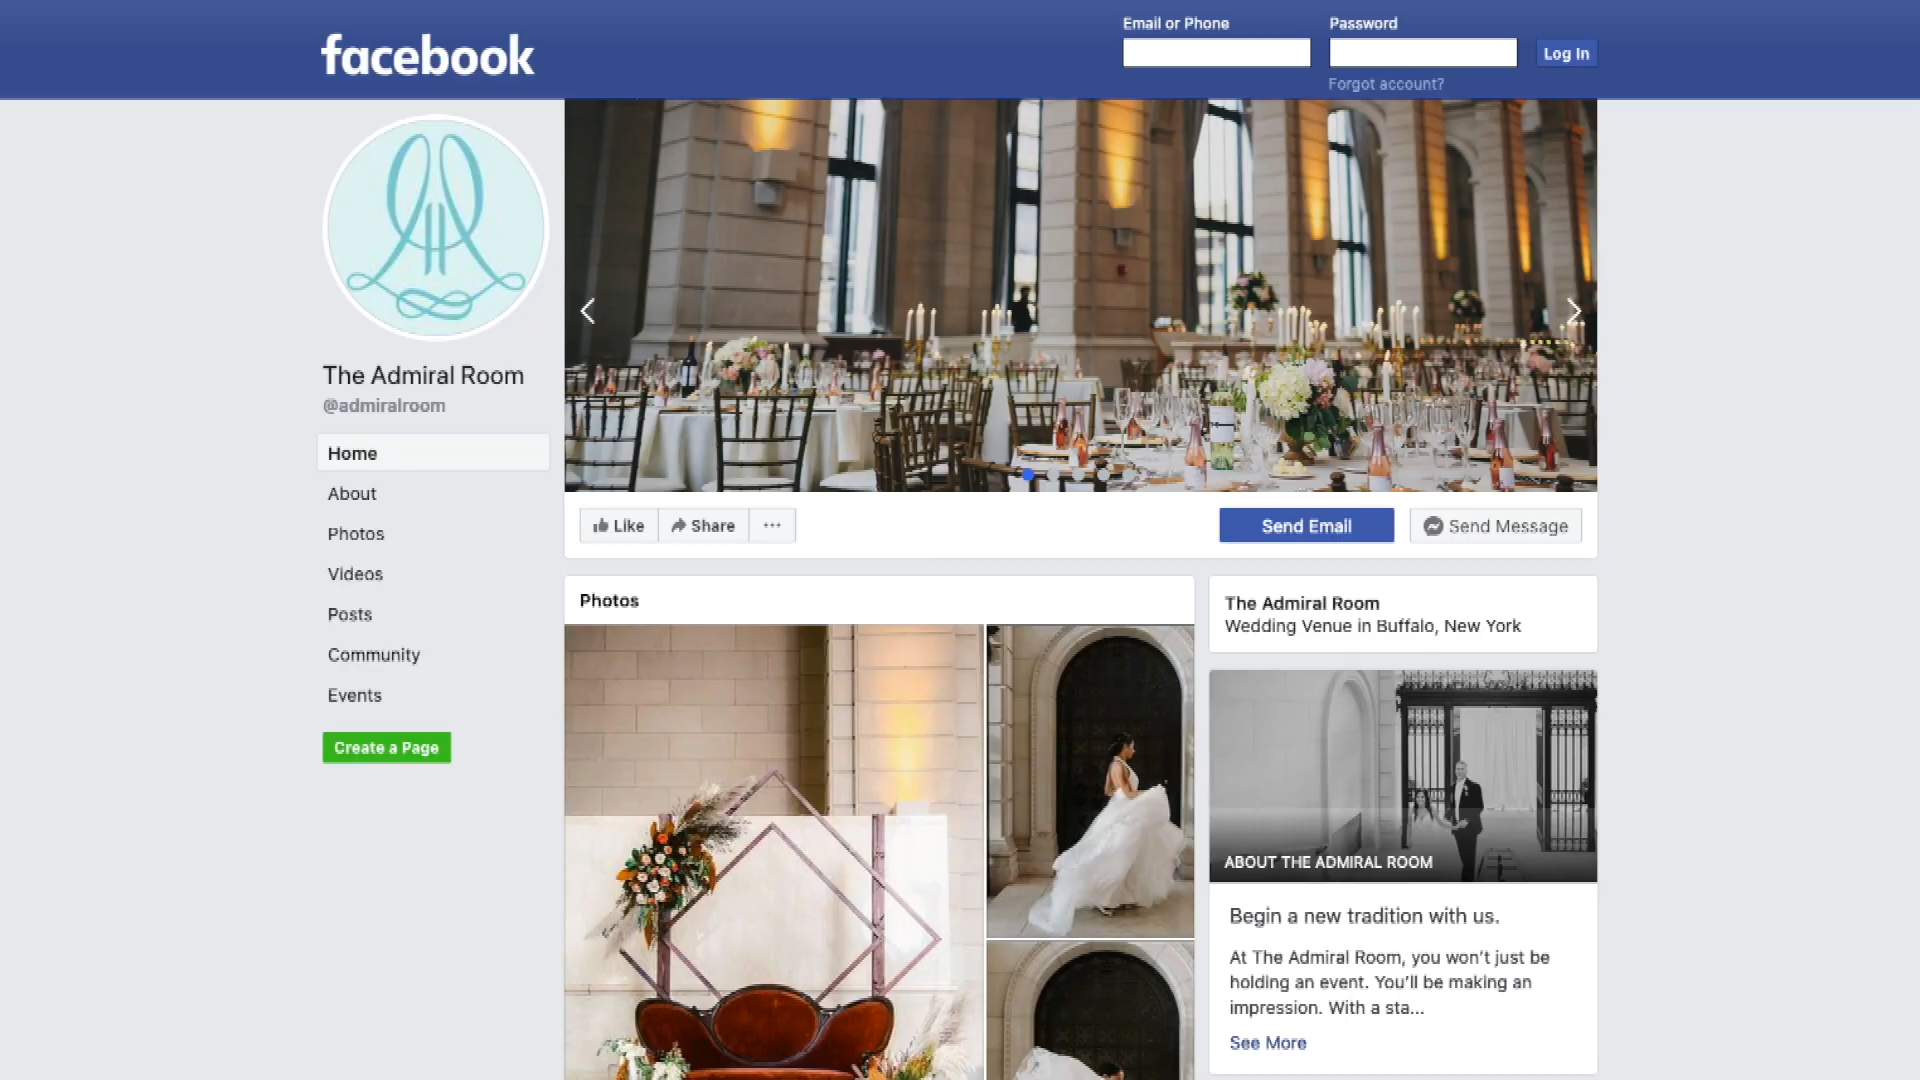 facebook
Email or Phone
Password
Log In
Forgot account?
The Admiral Room
@admiralroom
Home
About
Photos
Videos
Posts
Community
Events
Create a Page
Like
Share
Send Email
Send Message
Photos
The Admiral Room
Wedding Venue in Buffalo, New York
ABOUT THE ADMIRAL ROOM
Begin a new tradition with us.
At The Admiral Room, you won't just be
holding an event. You'll be making an
impression. With a sta...
See More